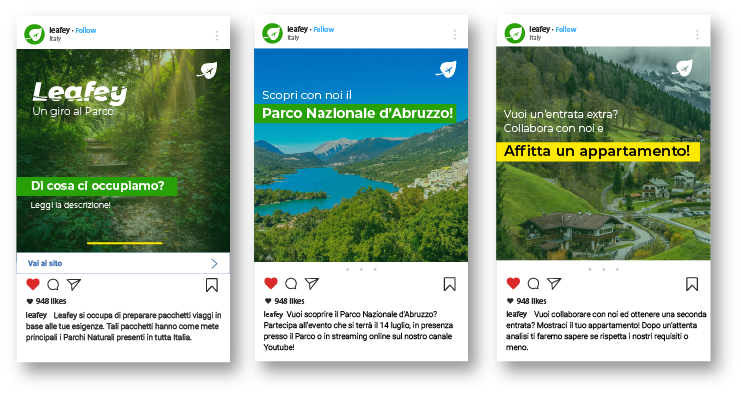 leafey • Follow
Italy
Leafey
Un giro al Parco
Di cosa ci occupiamo?
Leggi la descrizione!
Vai al sito
948 likes
leafey Leafey si occupa di preparare pacchetti viaggi in
base alle tue esigenze. Tali pacchetti hanno come mete
principali i Parchi Naturali presenti in tutta Italia.
leafey • Follow
Italy
Scopri con noi il
Parco Nazionale d'Abruzzo!
948 likes
leafey Vuoi scoprire il Parco Nazionale d'Abruzzo?
Partecipa all'evento che si terrà il 14 luglio, in presenza
presso il Parco o in streaming online sul nostro canale
Youtube!
leafey • Follow
Italy
Vuoi un'entrata extra?
Collabora con noi e
Affitta un appartamento!
948 likes
leafey Vuoi collaborare con noi ed ottenere una seconda
entrata? Mostraci il tuo appartamento! Dopo un'attenta
analisi ti faremo sapere se rispetta i nostri requisiti o
meno.